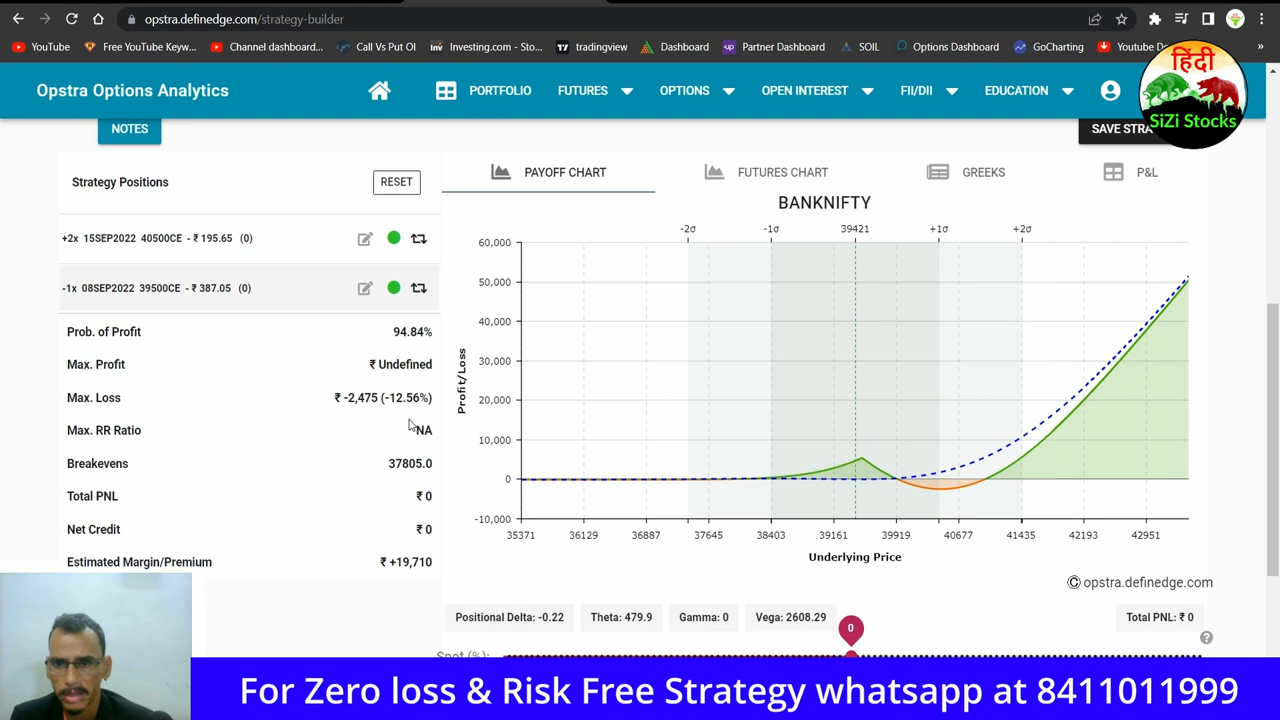 opstra.definedge.com/strategy-builder
YouTube
Free YouTube Keyw...
Channel dashboard...
Call Vs Put OI
inv Investing.com - Sto...
tradingview
Dashboard
up Partner Dashboard
SOIL
Options Dashboard
GoCharting
Youtube De
»
Opstra Options Analytics
PORTFOLIO
FUTURES
OPTIONS
OPEN INTEREST
FII/DII
EDUCATION
हिंदी
SiZi Stocks
NOTES
SAVE STRA
Strategy Positions
RESET
PAYOFF CHART
FUTURES CHART
GREEKS
P&L
BANKNIFTY
+2x 15SEP2022 40500CE - ₹ 195.65 (0)
-1x 08SEP2022 39500CE - ₹ 387.05 (0)
Prob. of Profit 94.84%
Max. Profit ₹ Undefined
Max. Loss ₹ -2,475 (-12.56%)
Max. RR Ratio NA
Breakevens 37805.0
Total PNL ₹ 0
Net Credit ₹ 0
Estimated Margin/Premium ₹ +19,710
-2σ -1σ 39421 +1σ +2σ
60,000
50,000
40,000
30,000
20,000
10,000
0
-10,000
Profit/Loss
35371 36129 36887 37645 38403 39161 39919 40677 41435 42193 42951
Underlying Price
© opstra.definedge.com
Positional Delta: -0.22
Theta: 479.9
Gamma: 0
Vega: 2608.29
0
Total PNL: ₹ 0
?
Spot (%):
For Zero loss & Risk Free Strategy whatsapp at 8411011999